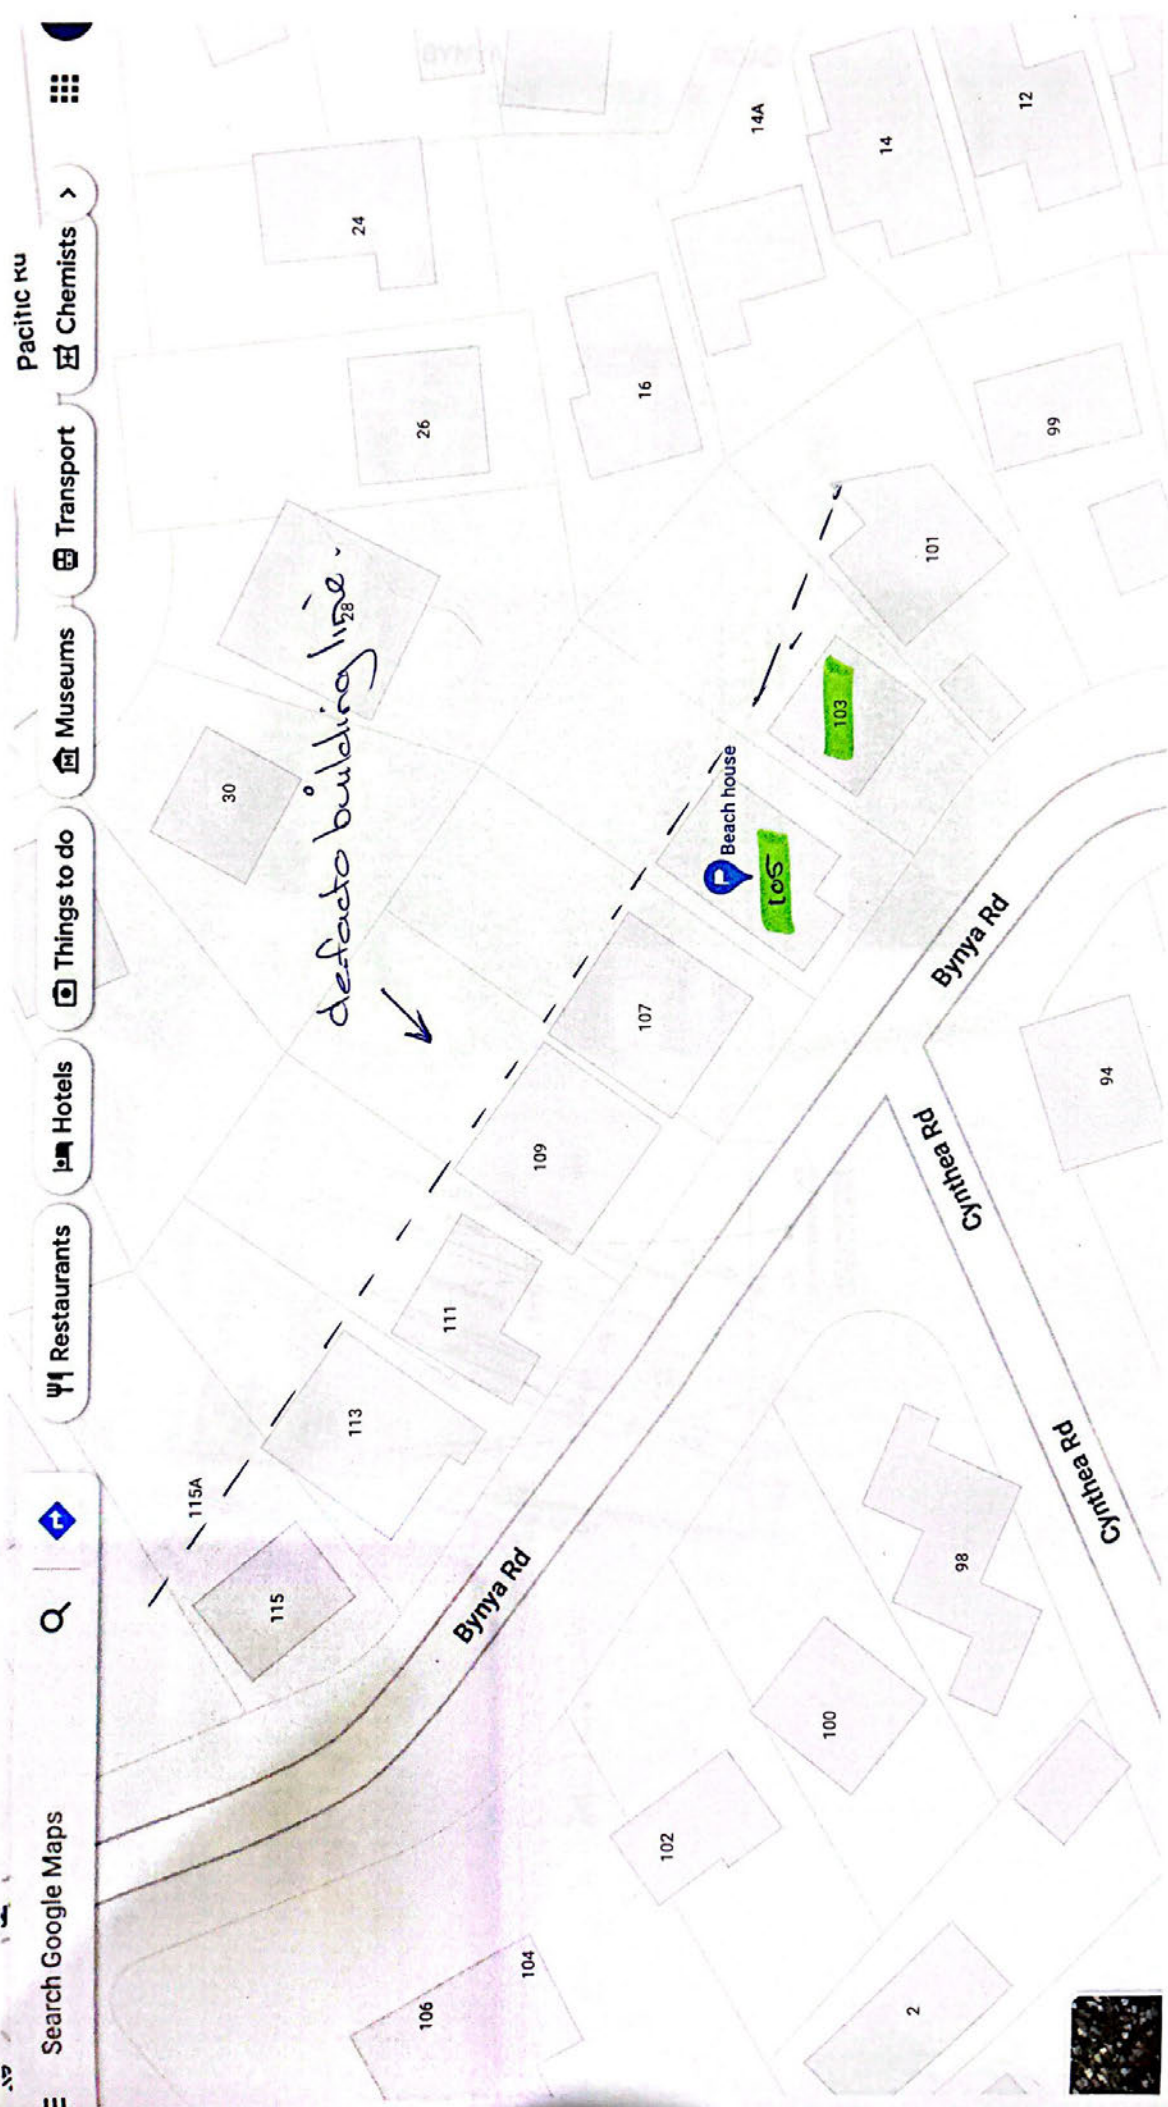 Search Google Maps
Restaurants
Hotels
Things to do
Museums
Transport
Chemists
Pacific Rd
115A
115
113
111
109
107
105
Beach house
103
101
99
defacto building line.
30
28
26
24
16
14A
14
12
Bynya Rd
Bynya Rd
Cynthea Rd
Cynthea Rd
94
98
100
102
104
106
2